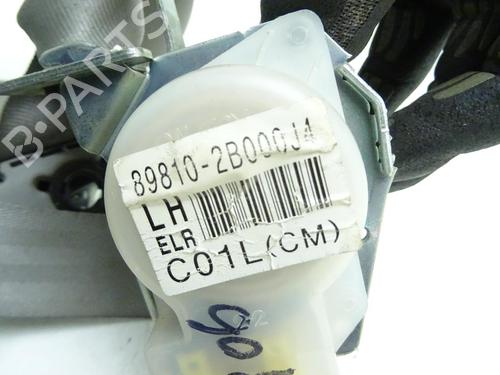 B-PARTS
89810-2B000J4
LH
ELR
C01L(CM)